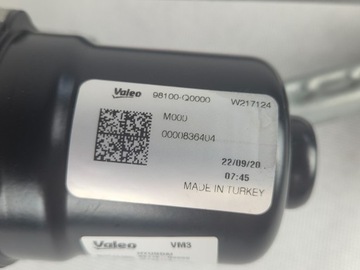 Valeo 98100-Q0000 W217124
M000
0000836404
22/09/20
07:45
MADE IN TURKEY
Valeo VM3